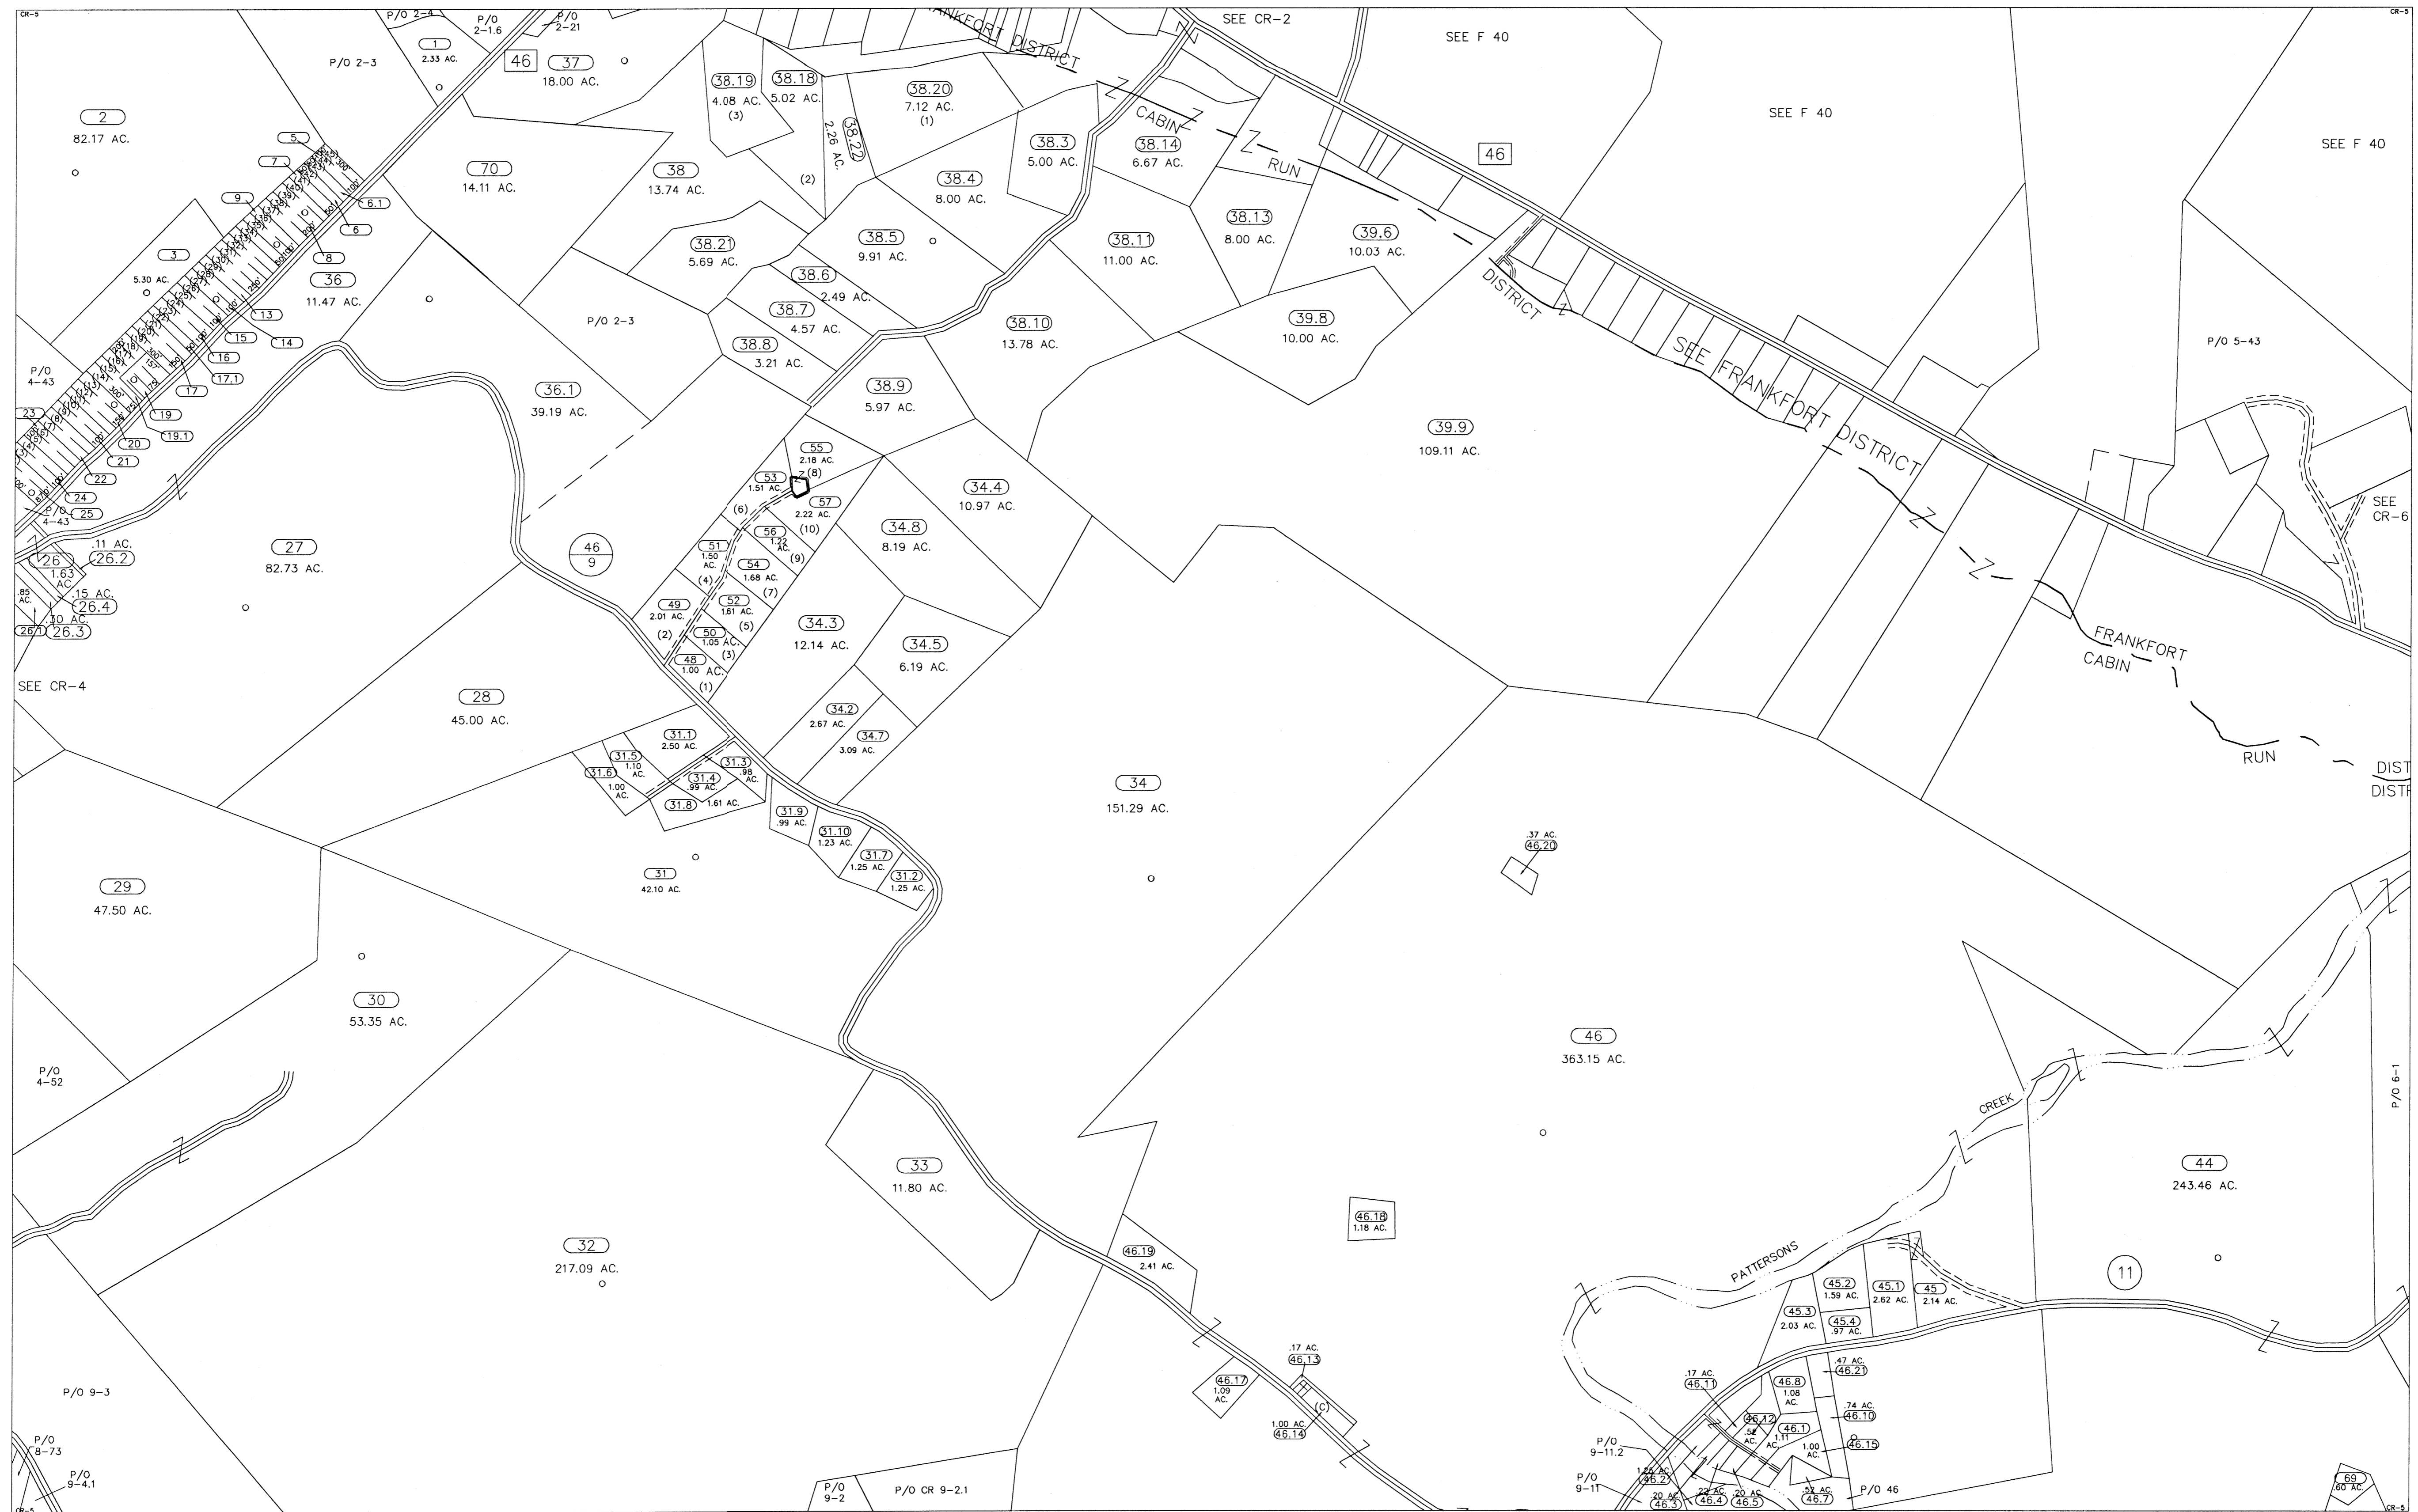 CR-5
P/O 2-4
P/O
2-1.6
P/O
2-21
ANKFORT DISTRICT
SEE CR-2
SEE F 40
CR-5
1
2.33 AC.
P/O 2-3
46
37
18.00 AC.
38.19
4.08 AC.
(3)
38.18
5.02 AC.
38.20
7.12 AC.
(1)
38.22
2.26 AC.
CABIN
RUN
38.3
5.00 AC.
38.14
6.67 AC.
46
SEE F 40
SEE F 40
2
82.17 AC.
5
7
9
6.1
6
8
3
5.30 AC.
36
11.47 AC.
70
14.11 AC.
38
13.74 AC.
(2)
38.4
8.00 AC.
38.13
8.00 AC.
38.21
5.69 AC.
38.5
9.91 AC.
38.11
11.00 AC.
39.6
10.03 AC.
38.6
2.49 AC.
38.7
4.57 AC.
38.10
13.78 AC.
39.8
10.00 AC.
DISTRICT
SEE FRANKFORT DISTRICT
P/O 5-43
13
14
15
16
17.1
17
19
19.1
20
21
22
23
24
25
P/O
4-43
P/O 2-3
38.8
3.21 AC.
38.9
5.97 AC.
36.1
39.19 AC.
39.9
109.11 AC.
55
2.18 AC.
(8)
53
1.51 AC.
(6)
57
2.22 AC.
(10)
56
1.22
AC.
(9)
34.4
10.97 AC.
34.8
8.19 AC.
SEE
CR-6
P/O
4-43
26
1.63
AC
.11 AC.
26.2
.15 AC.
26.4
.85
AC.
.30 AC.
26.1
26.3
27
82.73 AC.
46
9
51
1.50
AC.
(4)
54
1.68 AC.
(7)
49
2.01 AC.
(2)
52
1.61 AC.
(5)
50
1.05 AC.
(3)
48
1.00 AC.
(1)
34.3
12.14 AC.
34.5
6.19 AC.
FRANKFORT
CABIN
RUN
DIST
DISTR
SEE CR-4
28
45.00 AC.
34.2
2.67 AC.
34.7
3.09 AC.
31.1
2.50 AC.
31.5
1.10
AC.
31.6
1.00
AC.
31.3
.98
AC.
31.4
.99 AC.
31.8
1.61 AC.
31.9
.99 AC.
31.10
1.23 AC.
31.7
1.25 AC.
31.2
1.25 AC.
31
42.10 AC.
34
151.29 AC.
.37 AC.
46.20
29
47.50 AC.
30
53.35 AC.
P/O
4-52
46
363.15 AC.
CREEK
PATTERSONS
P/O 6-1
33
11.80 AC.
44
243.46 AC.
46.18
1.18 AC.
32
217.09 AC.
46.19
2.41 AC.
11
45.2
1.59 AC.
45.1
2.62 AC.
45
2.14 AC.
45.3
2.03 AC.
45.4
.97 AC.
.17 AC.
46.13
46.17
1.09
AC.
(C)
1.00 AC.
46.14
.17 AC.
46.11
46.8
1.08
AC.
.47 AC.
46.21
.74 AC.
46.10
46.12
46.1
1.11
AC.
1.00
AC.
46.15
P/O 9-3
P/O
8-73
P/O
9-4.1
P/O
9-2
P/O CR 9-2.1
P/O
9-11.2
P/O
9-11
46.2
.20 AC
46.3
46.4
.20 AC.
46.5
.52 AC.
46.7
P/O 46
69
.60 AC.
CR-5
CR-5